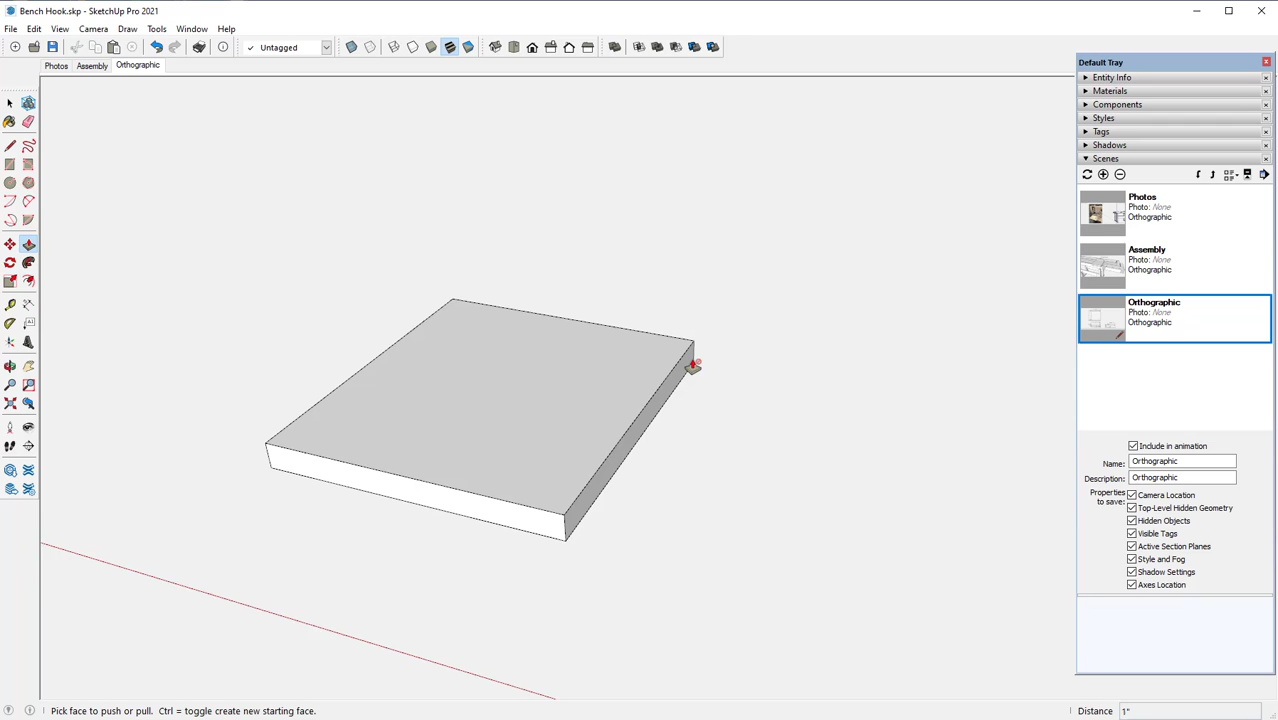 Bench Hook.skp - SketchUp Pro 2021
File Edit View Camera Draw Tools Window Help
Untagged
Photos Assembly Orthographic
Default Tray
Entity Info
Materials
Components
Styles
Tags
Shadows
Scenes
Photos
Photo: None
Orthographic
Assembly
Photo: None
Orthographic
Orthographic
Photo: None
Orthographic
Include in animation
Name: Orthographic
Description: Orthographic
Properties to save:
Camera Location
Top-Level Hidden Geometry
Hidden Objects
Visible Tags
Active Section Planes
Style and Fog
Shadow Settings
Axes Location
Pick face to push or pull. Ctrl = toggle create new starting face.
Distance 1"